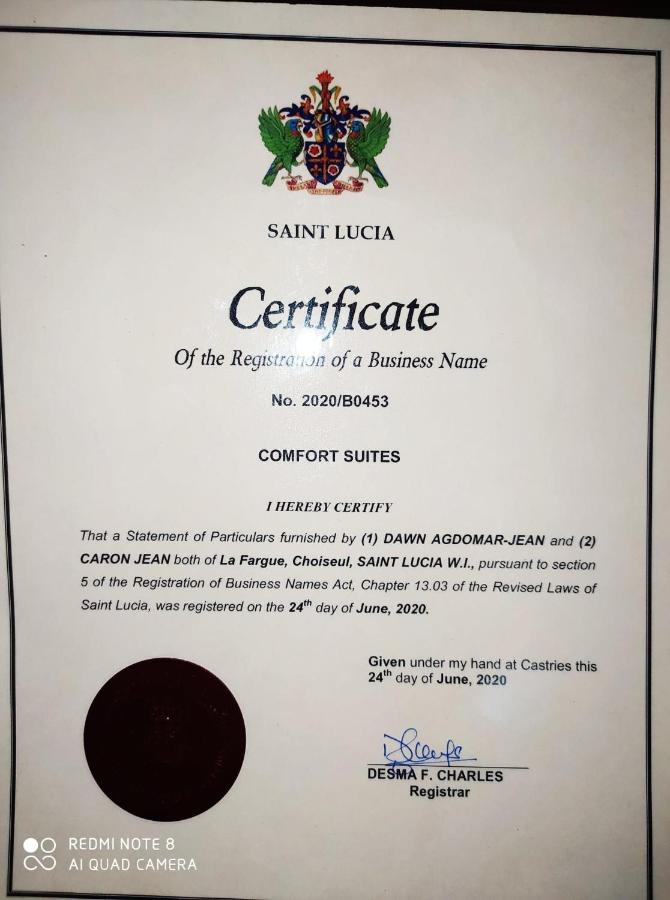 SAINT LUCIA
Certificate
Of the Registration of a Business Name
No. 2020/B0453
COMFORT SUITES
I HEREBY CERTIFY
That a Statement of Particulars furnished by (1) DAWN AGDOMAR-JEAN and (2)
CARON JEAN both of La Fargue, Choiseul, SAINT LUCIA W.I., pursuant to section
5 of the Registration of Business Names Act, Chapter 13.03 of the Revised Laws of
Saint Lucia, was registered on the 24th day of June, 2020.
Given under my hand at Castries this
24th day of June, 2020
DESMA F. CHARLES
Registrar
REDMI NOTE 8
AI QUAD CAMERA